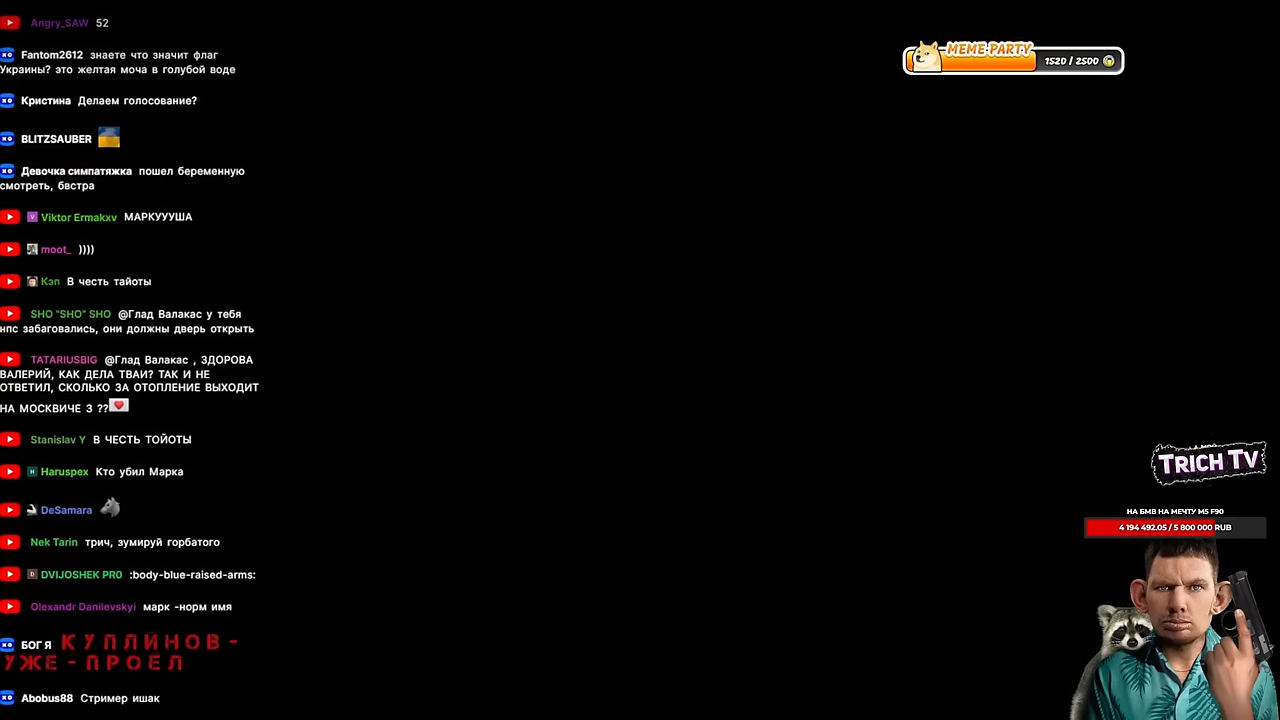 Angry_SAW 52
Fantom2612 знаете что значит флаг
Украины? это желтая моча в голубой воде
Кристина Делаем голосование?
BLITZSAUBER
Девочка симпатяжка пошел беременную
смотреть, бвстра
Viktor Ermakxv МАРКУУУША
moot_ ))))
Кэп В честь тайоты
SHO "SHO" SHO @Глад Валакас у тебя
нпс забаговались, они должны дверь открыть
TATARIUSBIG @Глад Валакас , ЗДОРОВА
ВАЛЕРИЙ, КАК ДЕЛА ТВАИ? ТАК И НЕ
ОТВЕТИЛ, СКОЛЬКО ЗА ОТОПЛЕНИЕ ВЫХОДИТ
НА МОСКВИЧЕ 3 ??
Stanislav Y В ЧЕСТЬ ТОЙОТЫ
Haruspex Кто убил Марка
DeSamara
Nek Tarin трич, зумируй горбатого
DVIJOSHEK PR0 :body-blue-raised-arms:
Olexandr Danilevskyi марк -норм имя
БОГ Я КУПЛИНОВ-
УЖЕ-ПРОЕЛ
Abobus88 Стример ишак
MEME PARTY
1520 / 2500
TRICH TV
НА БМВ НА МЕЧТУ M5 F90
4 194 492.05 / 5 800 000 RUB